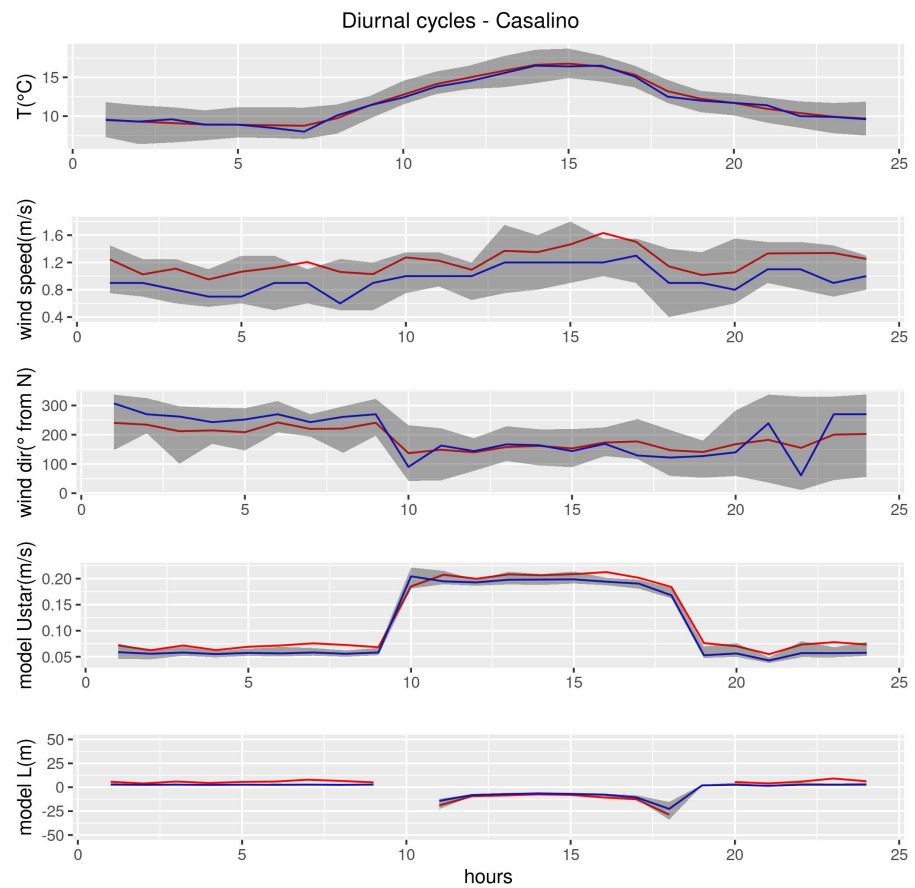 Diurnal cycles - Casalino
T(°C)
15
10
0 5 10 15 20 25
wind speed(m/s)
1.6
1.2
0.8
0.4
0 5 10 15 20 25
wind dir(° from N)
300
200
100
0
0 5 10 15 20 25
model Ustar(m/s)
0.20
0.15
0.10
0.05
0 5 10 15 20 25
model L(m)
50
25
0
-25
-50
0 5 10 15 20 25
hours